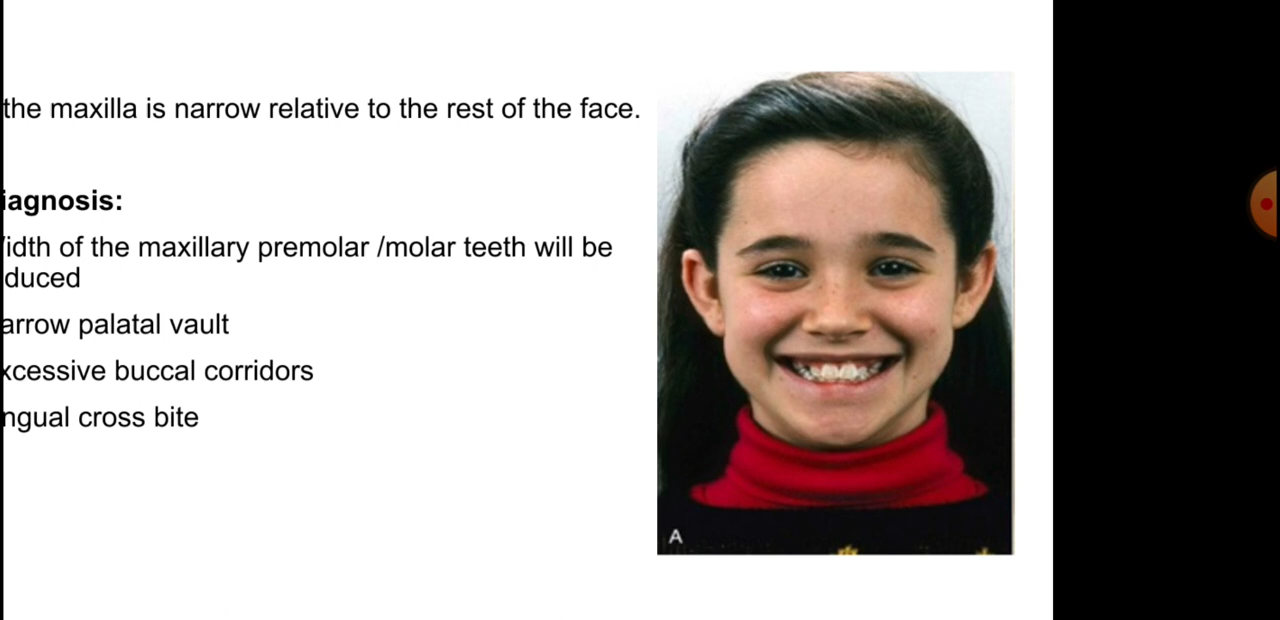 the maxilla is narrow relative to the rest of the face.
iagnosis:
idth of the maxillary premolar /molar teeth will be
duced
arrow palatal vault
xcessive buccal corridors
ngual cross bite
A